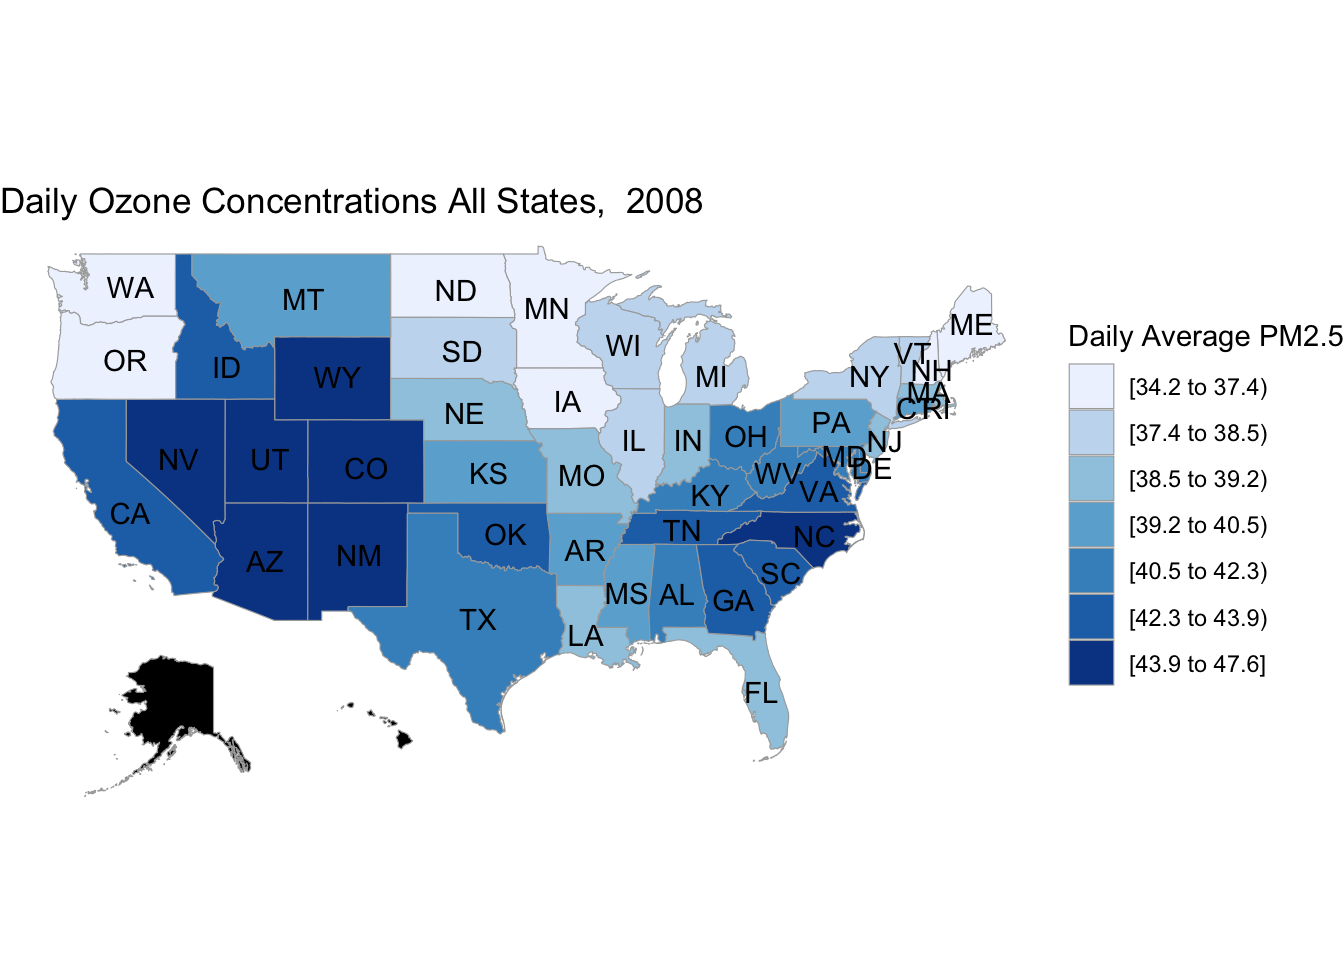 Daily Ozone Concentrations All States,  2008
WA
MT
ND
MN
ME
OR
ID
WY
SD
WI
MI
NY
VT
NH
MA
CT
RI
NE
IA
IL
IN
OH
PA
NJ
NV
UT
CO
KS
MO
WV
MD
DE
KY
VA
CA
AZ
NM
OK
AR
TN
NC
SC
TX
LA
MS
AL
GA
FL
Daily Average PM2.5
[34.2 to 37.4)
[37.4 to 38.5)
[38.5 to 39.2)
[39.2 to 40.5)
[40.5 to 42.3)
[42.3 to 43.9)
[43.9 to 47.6]